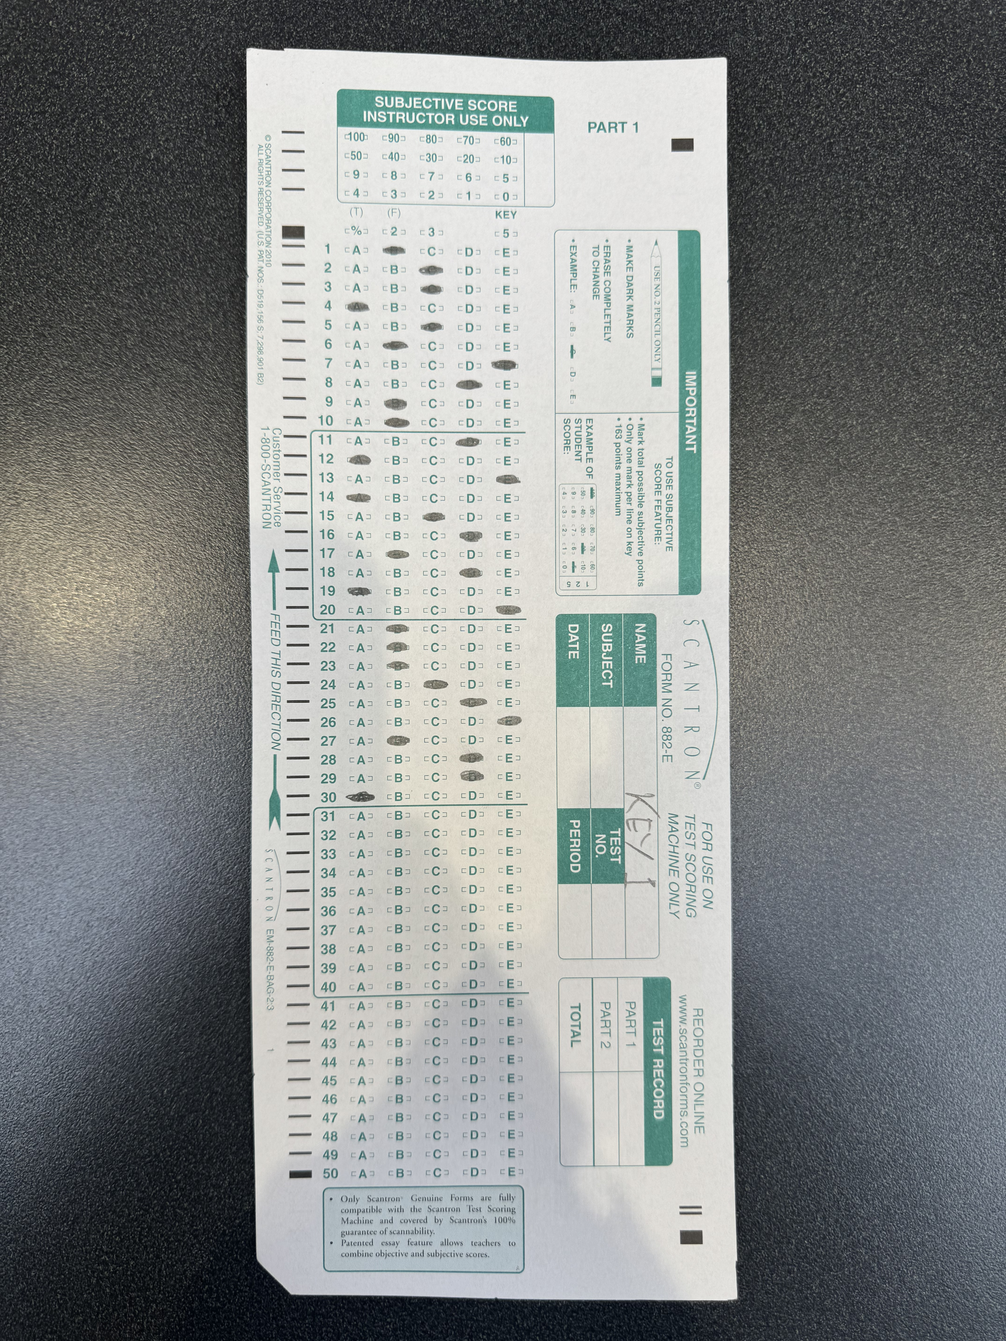 PART 1
SUBJECTIVE SCORE
INSTRUCTOR USE ONLY
100 90 80 70 60
50 40 30 20 10
9 8 7 6 5
4 3 2 1 0
(T) (F) KEY
% 2 3 5
1 A C D E
2 A B D E
3 A B D E
4 B C D E
5 A B D E
6 A C D E
7 A B C D
8 A B C E
9 A C D E
10 A C D E
11 A B C E
12 B C D E
13 A B C D
14 B C D E
15 A B D E
16 A B C E
17 A C D E
18 A B C E
19 B C D E
20 A B C D
21 A C D E
22 A C D E
23 A C D E
24 A B D E
25 A B C E
26 A B C D
27 A C D E
28 A B C E
29 A B C E
30 B C D E
31 A B C D E
32 A B C D E
33 A B C D E
34 A B C D E
35 A B C D E
36 A B C D E
37 A B C D E
38 A B C D E
39 A B C D E
40 A B C D E
41 A B C D E
42 A B C D E
43 A B C D E
44 A B C D E
45 A B C D E
46 A B C D E
47 A B C D E
48 A B C D E
49 A B C D E
50 A B C D E
• Only Scantron® Genuine Forms are fully
compatible with the Scantron Test Scoring
Machine and covered by Scantron's 100%
guarantee of scannability.
• Patented essay feature allows teachers to
combine objective and subjective scores.
IMPORTANT
USE NO. 2 PENCIL ONLY
• MAKE DARK MARKS
• ERASE COMPLETELY
TO CHANGE
• EXAMPLE: A B D E
TO USE SUBJECTIVE
SCORE FEATURE:
• Mark total possible subjective points
• Only one mark per line on key
• 163 points maximum
EXAMPLE OF
STUDENT
SCORE:
SCANTRON®
FORM NO. 882-E
FOR USE ON
TEST SCORING
MACHINE ONLY
NAME KEY/1
SUBJECT
TEST
NO.
DATE
PERIOD
REORDER ONLINE
www.scantronforms.com
TEST RECORD
PART 1
PART 2
TOTAL
© SCANTRON CORPORATION 2010
ALL RIGHTS RESERVED.
Customer Service
1-800-SCANTRON
FEED THIS DIRECTION
SCANTRON EM-882-E-BAG-2:3
1